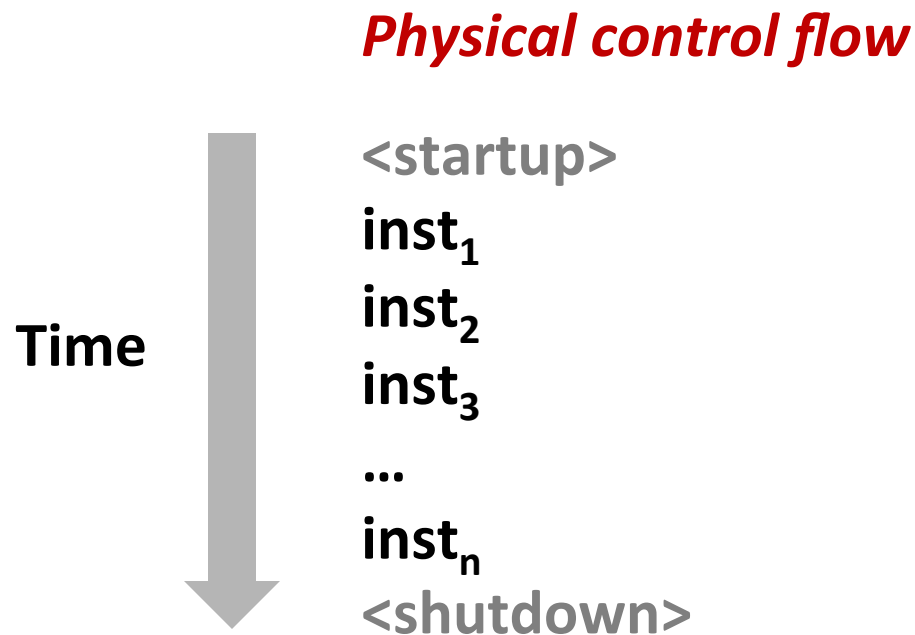 Physical control flow
<startup>
inst₁
inst₂
Time
inst₃
…
instₙ
<shutdown>